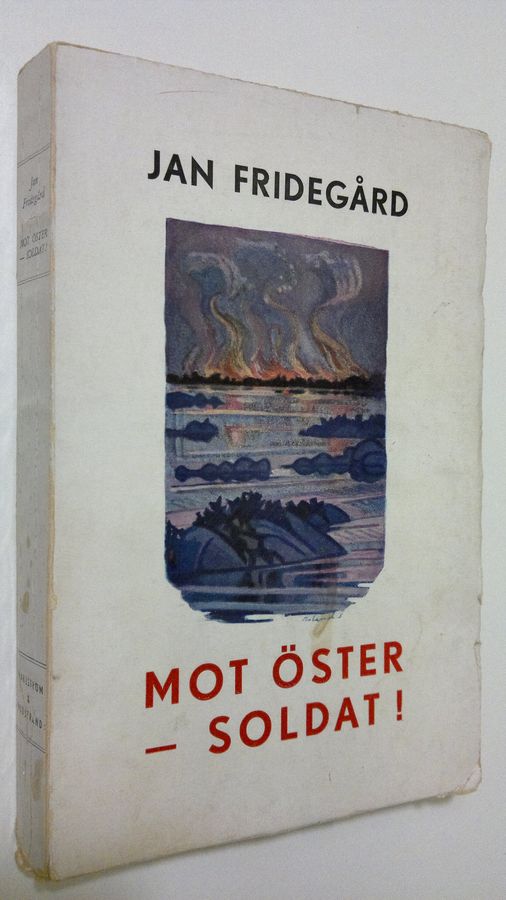 JAN FRIDEGÅRD
MOT ÖSTER
— SOLDAT!
Jan
Fridegård
MOT ÖSTER
— SOLDAT!
&